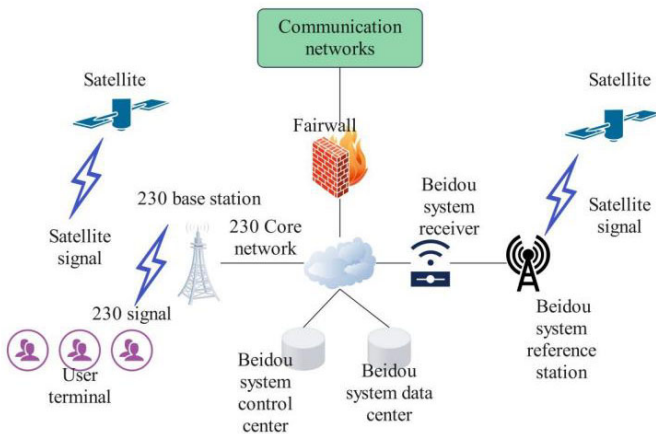 Communication
networks
Satellite
Satellite
Fairwall
230 base station
Beidou
system
receiver
230 Core
network
Satellite
signal
Satellite
signal
230 signal
User
terminal
Beidou
system
control
center
Beidou
system data
center
Beidou
system
reference
station